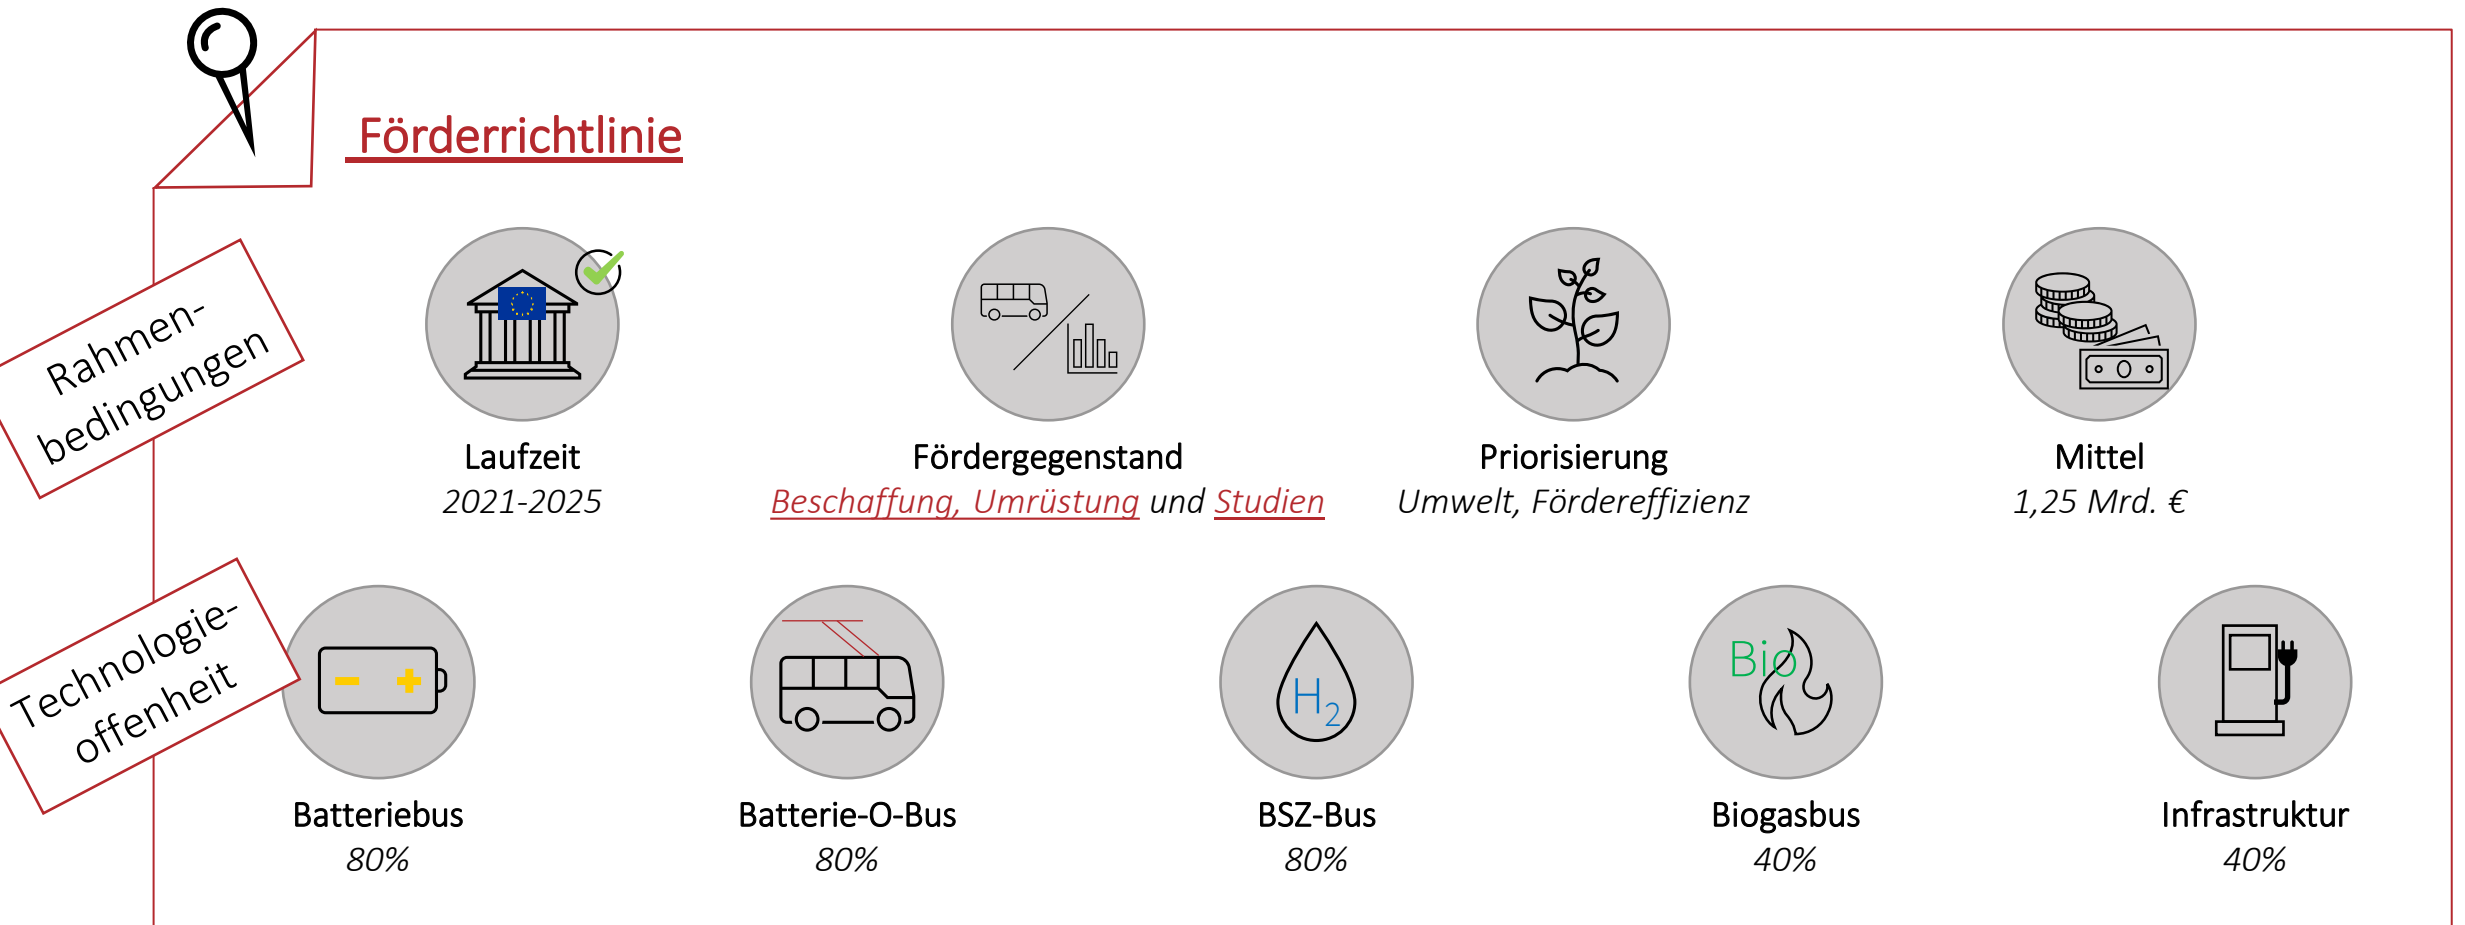 Förderrichtlinie
Rahmen-
bedingungen
Laufzeit
2021-2025
Fördergegenstand
Beschaffung, Umrüstung und Studien
Priorisierung
Umwelt, Fördereffizienz
Mittel
1,25 Mrd. €
Technologie-
offenheit
Batteriebus
80%
Batterie-O-Bus
80%
H₂
BSZ-Bus
80%
Bio
Biogasbus
40%
Infrastruktur
40%